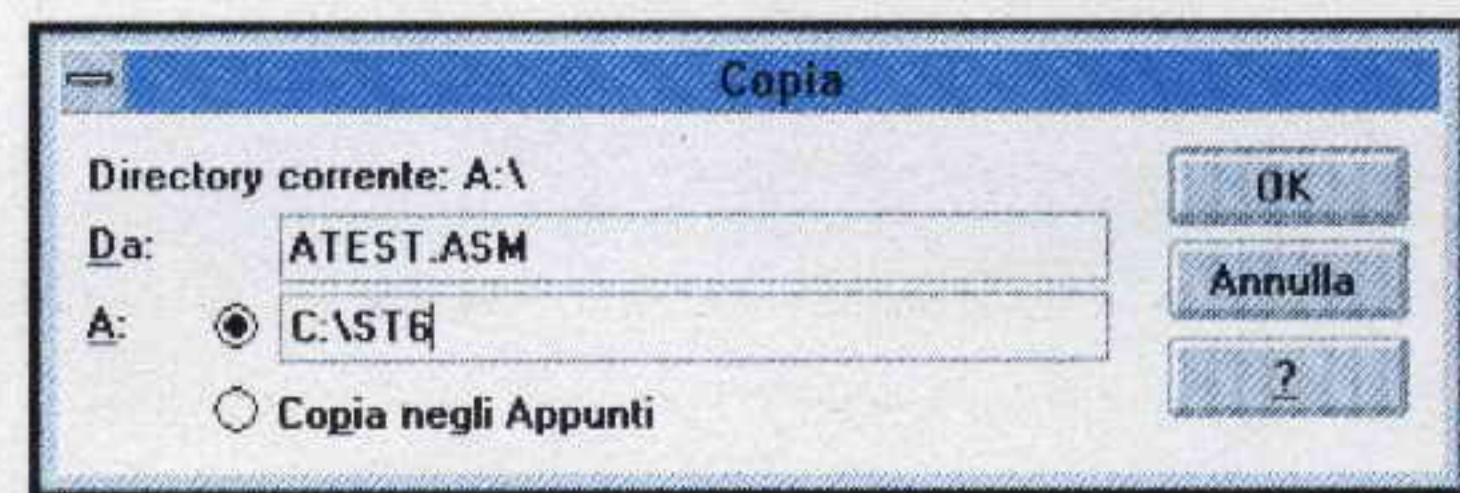 Copia
Directory corrente: A:\
OK
Da: ATEST.ASM
Annulla
A: C:\ST6
?
Copia negli Appunti